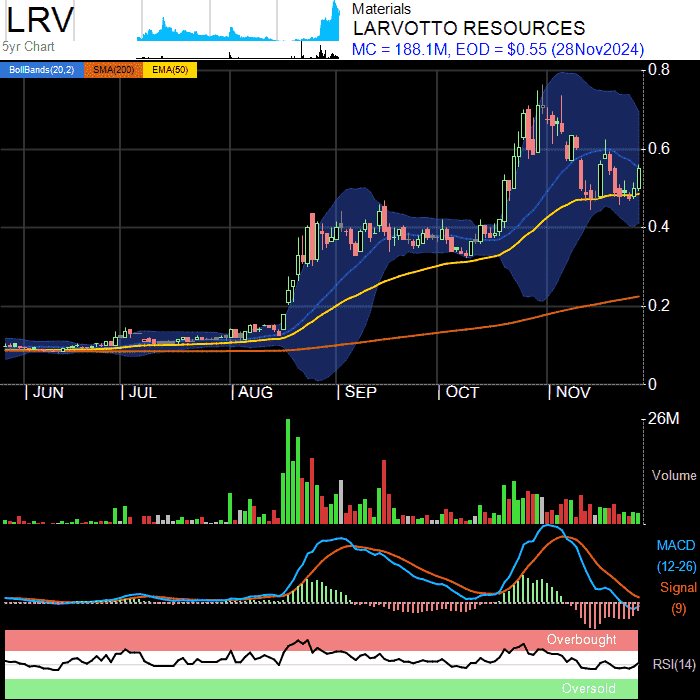 LRV
5yr Chart
Materials
LARVOTTO RESOURCES
MC = 188.1M, EOD = $0.55 (28Nov2024)
BollBands(20,2) SMA(200) EMA(50)
0.8
0.6
0.4
0.2
0
JUN JUL AUG SEP OCT NOV
26M
Volume
MACD
(12-26)
Signal
(9)
Overbought
RSI(14)
Oversold